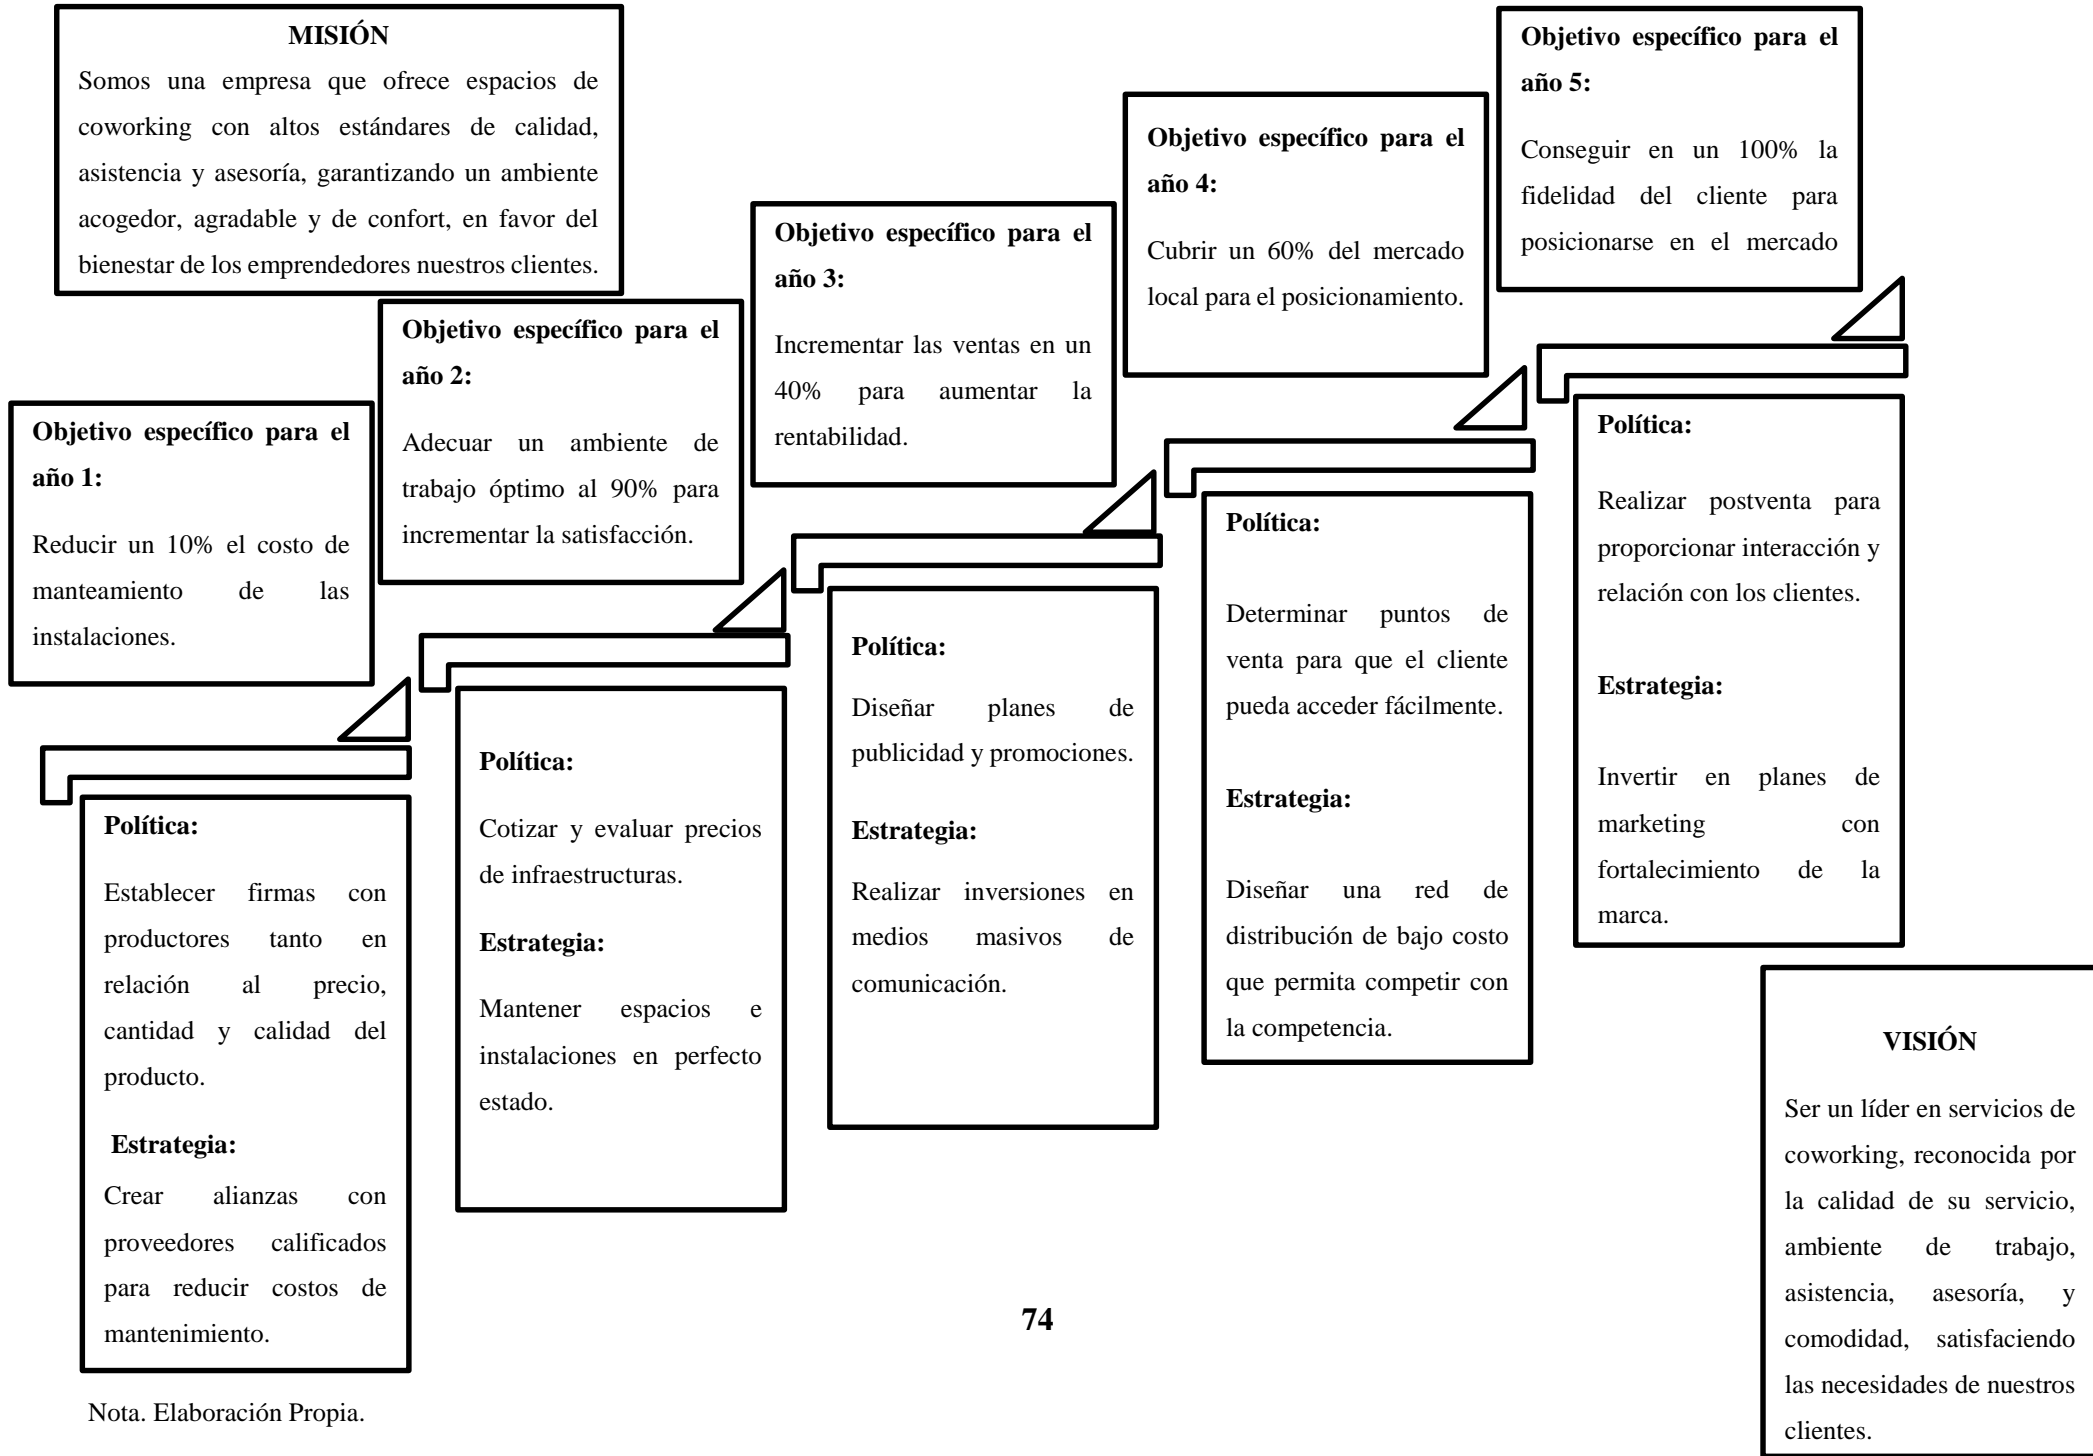 MISIÓN
Somos una empresa que ofrece espacios de
coworking con altos estándares de calidad,
asistencia y asesoría, garantizando un ambiente
acogedor, agradable y de confort, en favor del
bienestar de los emprendedores nuestros clientes.
Objetivo específico para el
año 1:
Reducir un 10% el costo de
manteamiento de las
instalaciones.
Política:
Establecer firmas con
productores tanto en
relación al precio,
cantidad y calidad del
producto.
Estrategia:
Crear alianzas con
proveedores calificados
para reducir costos de
mantenimiento.
Objetivo específico para el
año 2:
Adecuar un ambiente de
trabajo óptimo al 90% para
incrementar la satisfacción.
Política:
Cotizar y evaluar precios
de infraestructuras.
Estrategia:
Mantener espacios e
instalaciones en perfecto
estado.
Objetivo específico para el
año 3:
Incrementar las ventas en un
40% para aumentar la
rentabilidad.
Política:
Diseñar planes de
publicidad y promociones.
Estrategia:
Realizar inversiones en
medios masivos de
comunicación.
Objetivo específico para el
año 4:
Cubrir un 60% del mercado
local para el posicionamiento.
Política:
Determinar puntos de
venta para que el cliente
pueda acceder fácilmente.
Estrategia:
Diseñar una red de
distribución de bajo costo
que permita competir con
la competencia.
Objetivo específico para el
año 5:
Conseguir en un 100% la
fidelidad del cliente para
posicionarse en el mercado
Política:
Realizar postventa para
proporcionar interacción y
relación con los clientes.
Estrategia:
Invertir en planes de
marketing con
fortalecimiento de la
marca.
VISIÓN
Ser un líder en servicios de
coworking, reconocida por
la calidad de su servicio,
ambiente de trabajo,
asistencia, asesoría, y
comodidad, satisfaciendo
las necesidades de nuestros
clientes.
74
Nota. Elaboración Propia.